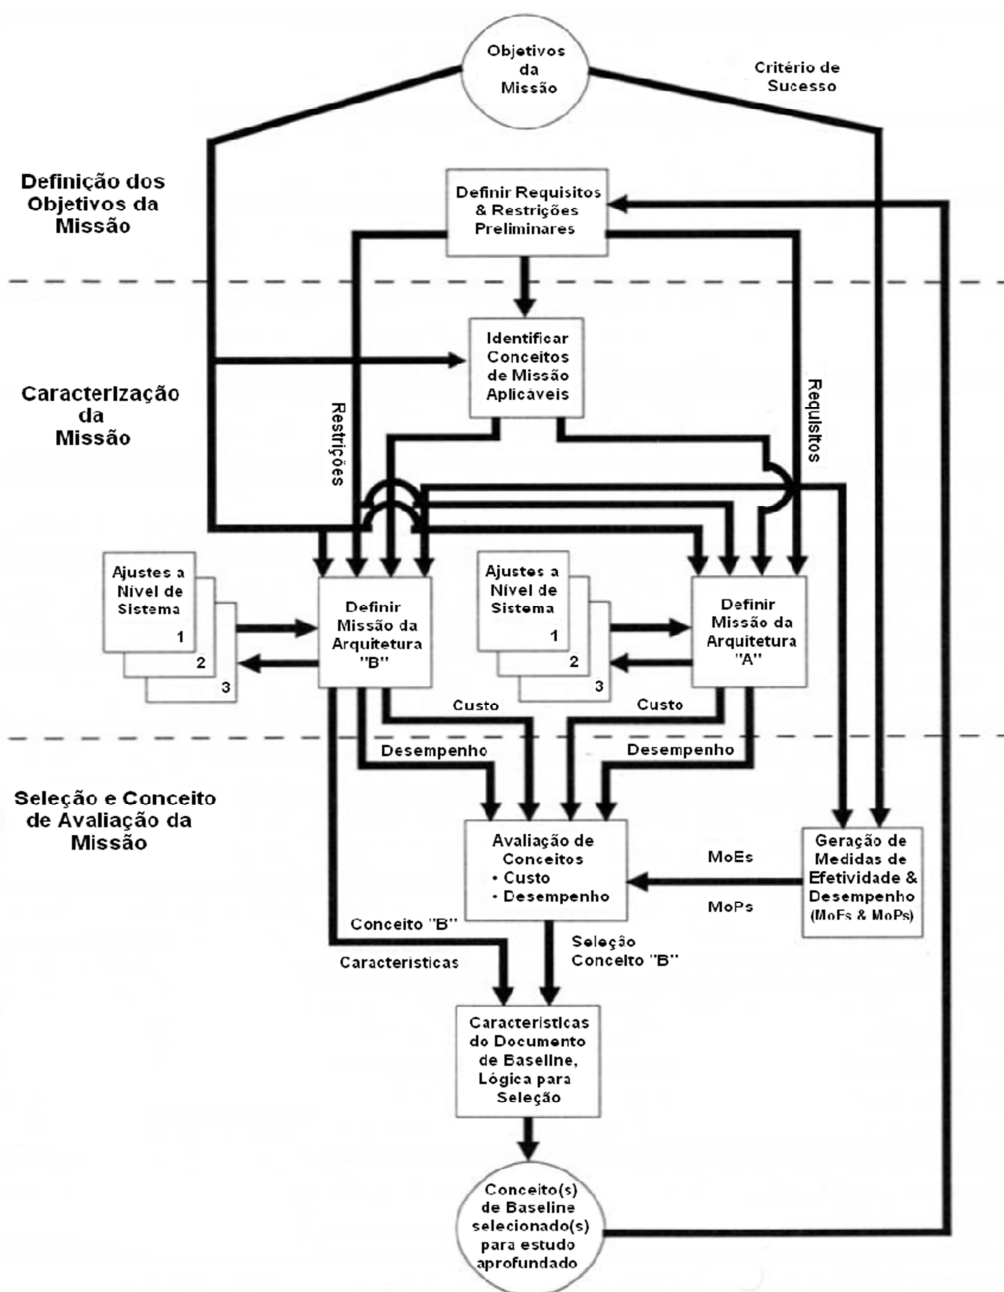 Objetivos
da
Missão
Critério de
Sucesso
Definição dos
Objetivos da
Missão
Definir Requisitos
& Restrições
Preliminares
Identificar
Conceitos
de Missão
Aplicáveis
Caracterização
da
Missão
Restrições
Requisitos
Ajustes a
Nível de
Sistema
1
2
3
Definir
Missão da
Arquitetura
"B"
Ajustes a
Nível de
Sistema
1
2
3
Definir
Missão da
Arquitetura
"A"
Custo
Custo
Desempenho
Desempenho
Seleção e Conceito
de Avaliação da
Missão
Avaliação de
Conceitos
• Custo
• Desempenho
MoEs
MoPs
Geração de
Medidas de
Efetividade &
Desempenho
(MoEs & MoPs)
Conceito "B"
Características
Seleção
Conceito "B"
Características
do Documento
de Baseline,
Lógica para
Seleção
Conceito(s)
de Baseline
selecionado(s)
para estudo
aprofundado